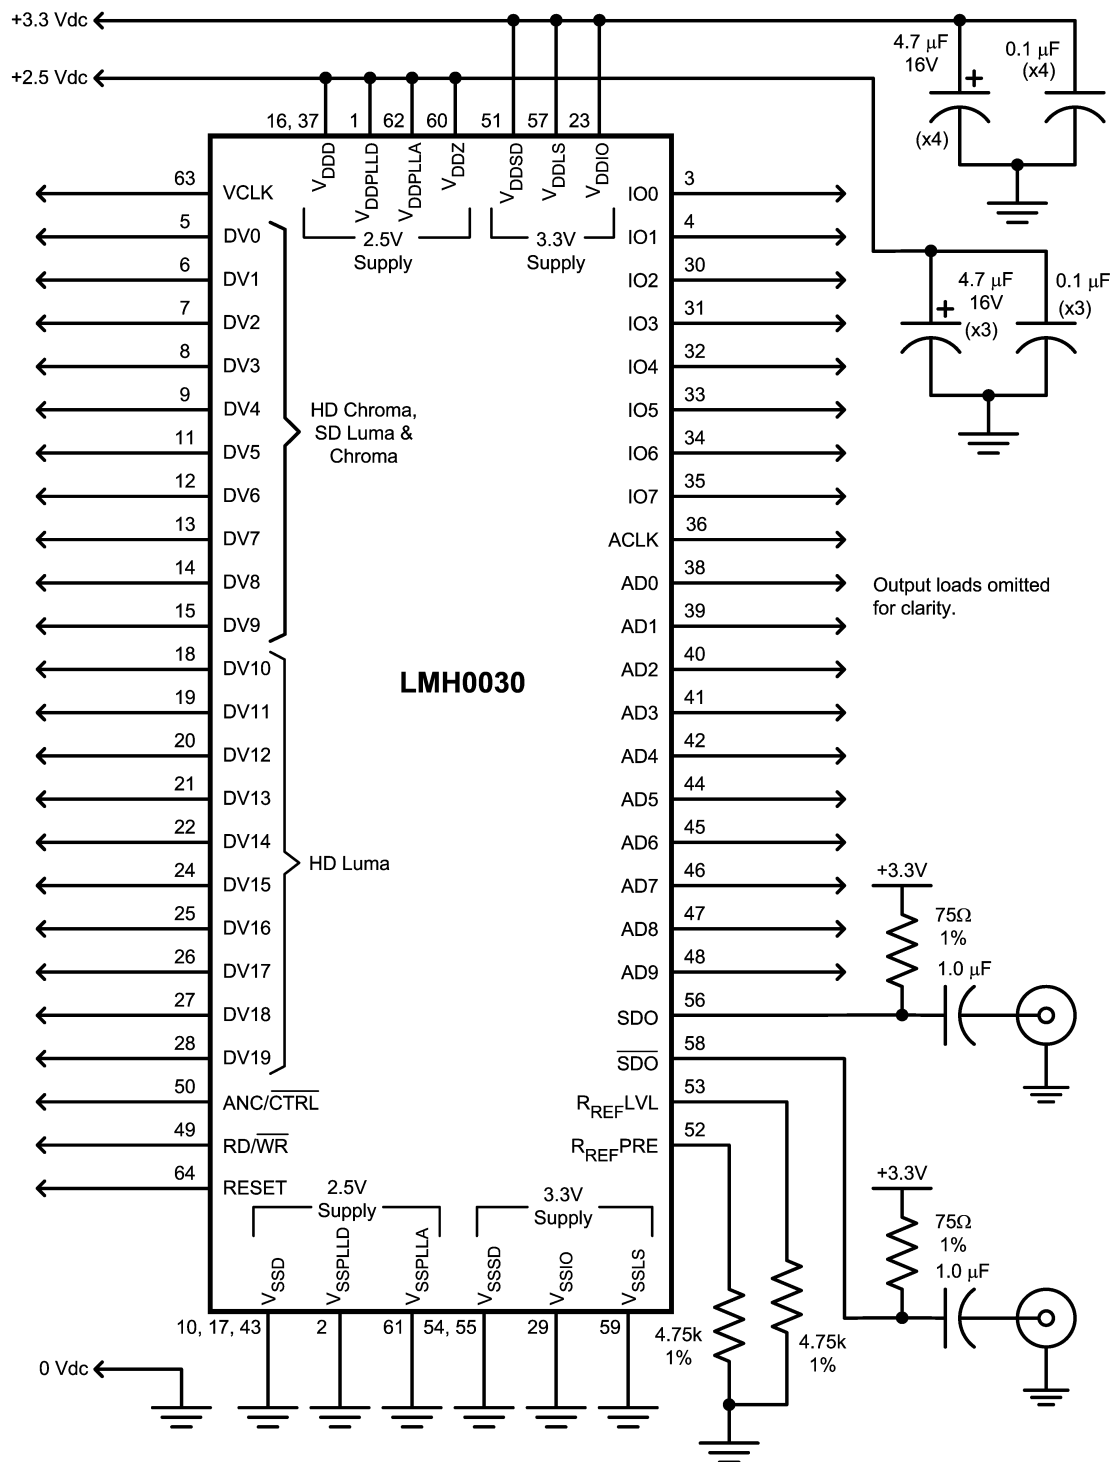 +3.3 Vdc
4.7 µF
16V
(x4)
0.1 µF
(x4)
+2.5 Vdc
16, 37
1
62
60
51
57
23
VDDD
VDDPLLD
VDDPLLA
VDDZ
VDDSD
VDDLS
VDDIO
2.5V
Supply
3.3V
Supply
4.7 µF
16V
(x3)
0.1 µF
(x3)
63 VCLK
5 DV0
6 DV1
7 DV2
8 DV3
9 DV4
11 DV5
12 DV6
13 DV7
14 DV8
15 DV9
18 DV10
19 DV11
20 DV12
21 DV13
22 DV14
24 DV15
25 DV16
26 DV17
27 DV18
28 DV19
50 ANC/C̅T̅R̅L̅
49 RD/W̅R̅
64 RESET
HD Chroma,
SD Luma &
Chroma
HD Luma
LMH0030
IO0 3
IO1 4
IO2 30
IO3 31
IO4 32
IO5 33
IO6 34
IO7 35
ACLK 36
AD0 38
AD1 39
AD2 40
AD3 41
AD4 42
AD5 44
AD6 45
AD7 46
AD8 47
AD9 48
SDO 56
S̅D̅O̅ 58
RREFLVL 53
RREFPRE 52
Output loads omitted
for clarity.
+3.3V
75Ω
1%
1.0 µF
+3.3V
75Ω
1%
1.0 µF
2.5V
Supply
3.3V
Supply
VSSD
VSSPLLD
VSSPLLA
VSSSD
VSSIO
VSSLS
10, 17, 43
2
61
54, 55
29
59
4.75k
1%
4.75k
1%
0 Vdc